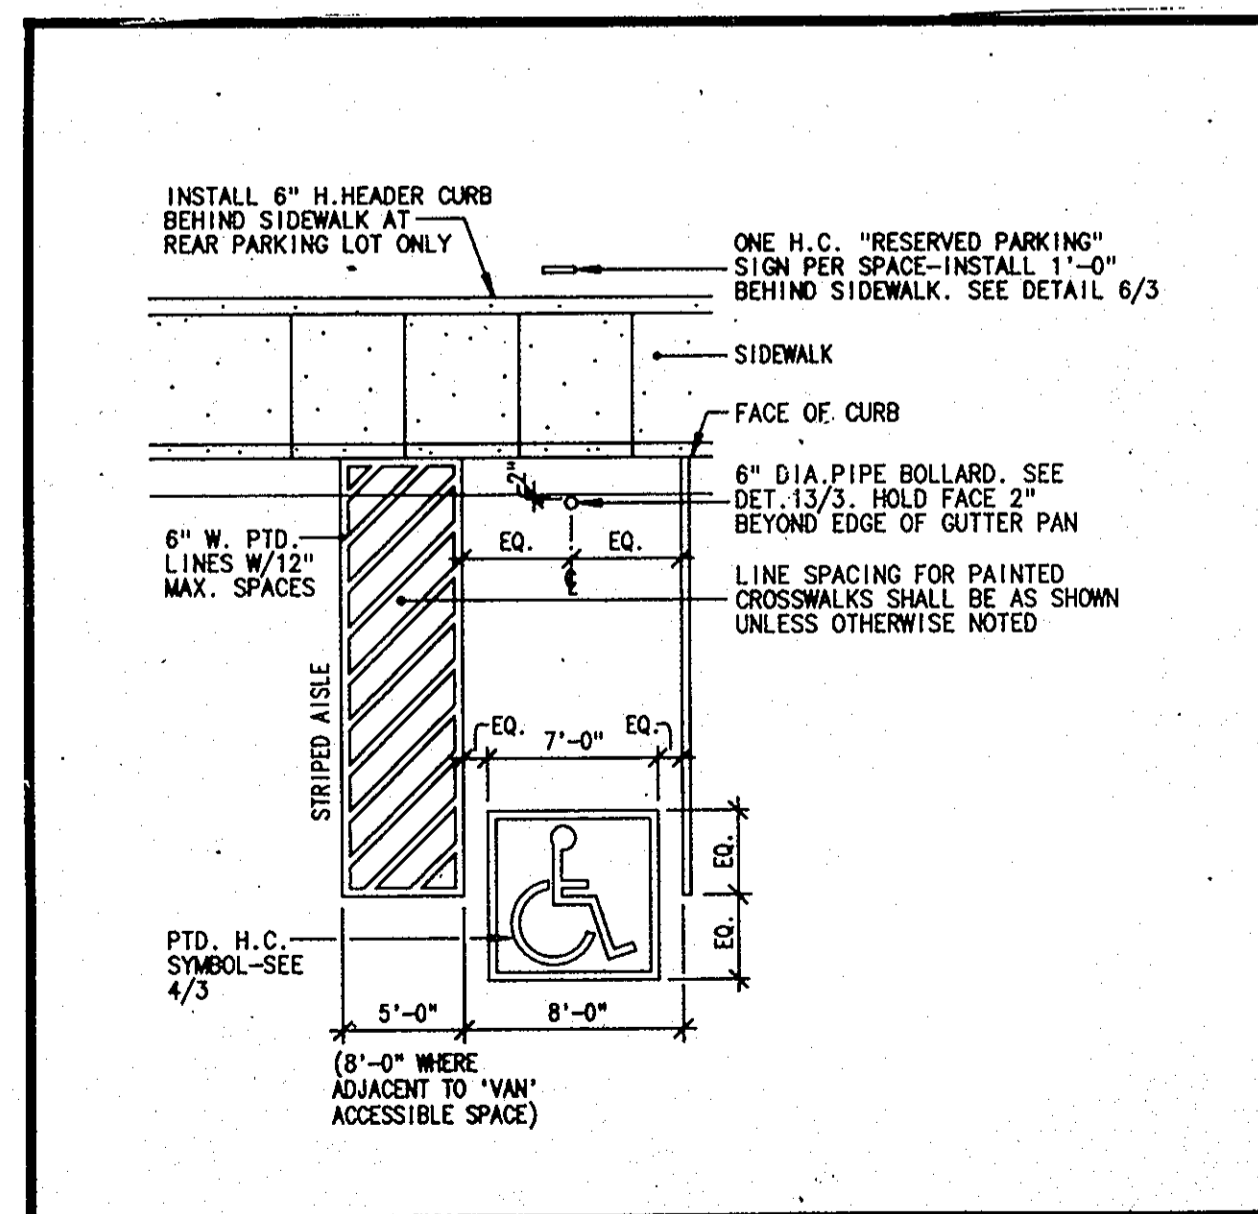 INSTALL 6" H.HEADER CURB
BEHIND SIDEWALK AT
REAR PARKING LOT ONLY
ONE H.C. "RESERVED PARKING"
SIGN PER SPACE-INSTALL 1'-0"
BEHIND SIDEWALK. SEE DETAIL 6/3
SIDEWALK
FACE OF CURB
2"
6" DIA.PIPE BOLLARD. SEE
DET.13/3. HOLD FACE 2"
BEYOND EDGE OF GUTTER PAN
6" W. PTD.
LINES W/12"
MAX. SPACES
EQ.
EQ.
LINE SPACING FOR PAINTED
CROSSWALKS SHALL BE AS SHOWN
UNLESS OTHERWISE NOTED
STRIPED AISLE
EQ.
7'-0"
EQ.
EQ.
EQ.
PTD. H.C.
SYMBOL-SEE
4/3
5'-0"
8'-0"
(8'-0" WHERE
ADJACENT TO 'VAN'
ACCESSIBLE SPACE)